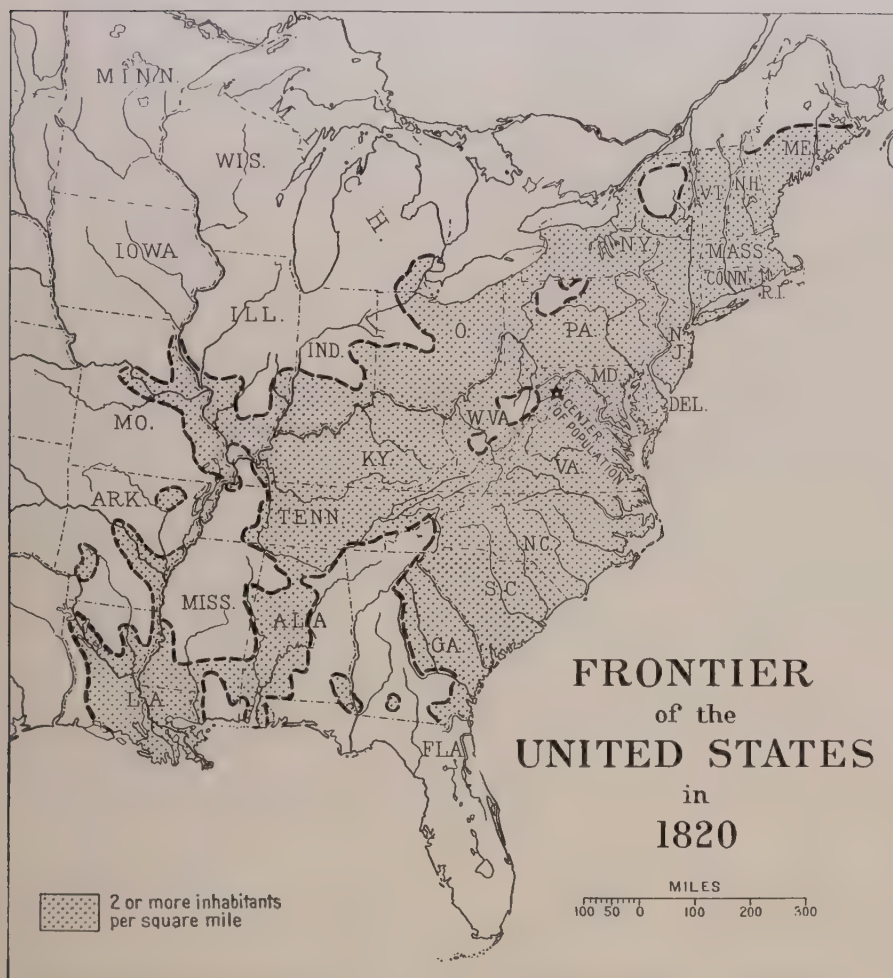 MINN.
WIS.
MICH.
IOWA
ILL.
IND.
O.
ME.
VT.
N.H.
N.Y.
MASS
CONN.
R.I.
PA.
N.
J.
MD.
DEL.
W.VA.
CENTER
OF
POPULATION
VA.
MO.
KY.
TENN.
ARK.
N.C.
S.C.
MISS.
ALA
GA.
LA.
FLA.
FRONTIER
of the
UNITED STATES
in
1820
2 or more inhabitants
per square mile
MILES
100 50 0 100 200 300